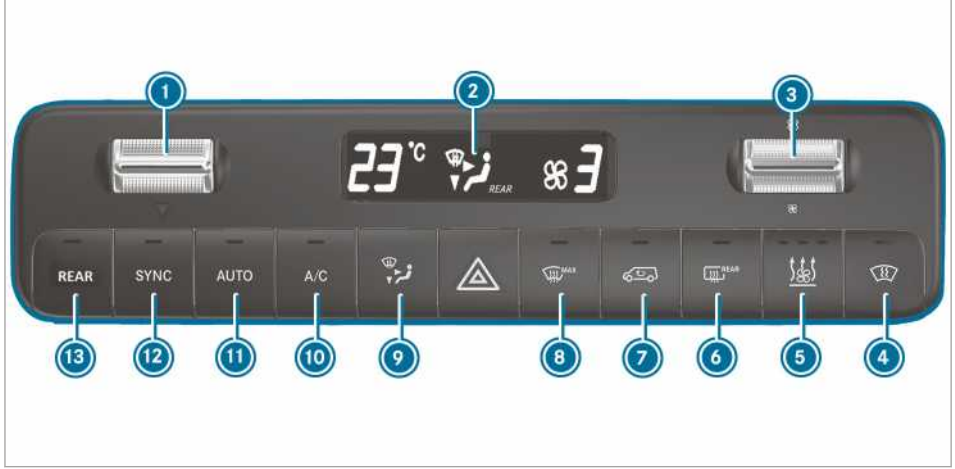 1 2 3
23 °C REAR 3
REAR SYNC AUTO A/C MAX REAR
13 12 11 10 9 8 7 6 5 4